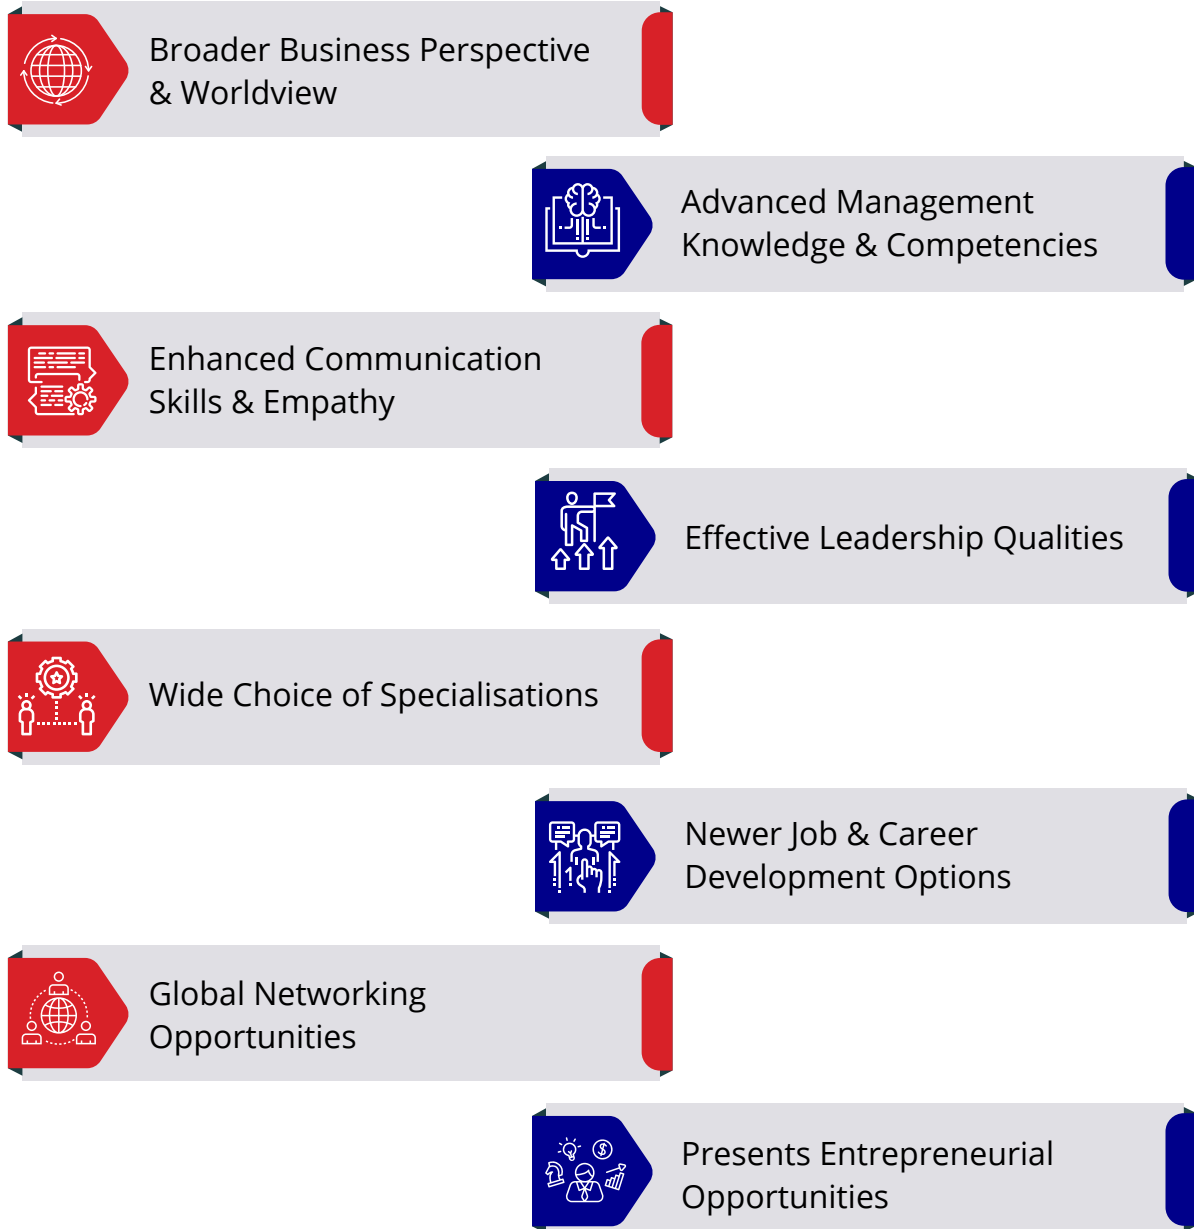 Broader Business Perspective
& Worldview
Advanced Management
Knowledge & Competencies
Enhanced Communication
Skills & Empathy
Effective Leadership Qualities
Wide Choice of Specialisations
Newer Job & Career
Development Options
Global Networking
Opportunities
Presents Entrepreneurial
Opportunities